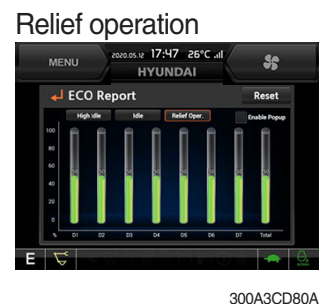 Relief operation
MENU
2020.05.12 17:47 26°C
HYUNDAI
ECO Report
Reset
High idle
Idle
Relief Oper.
Enable Popup
100
80
60
40
20
0
% D1 D2 D3 D4 D5 D6 D7 Total
E
300A3CD80A